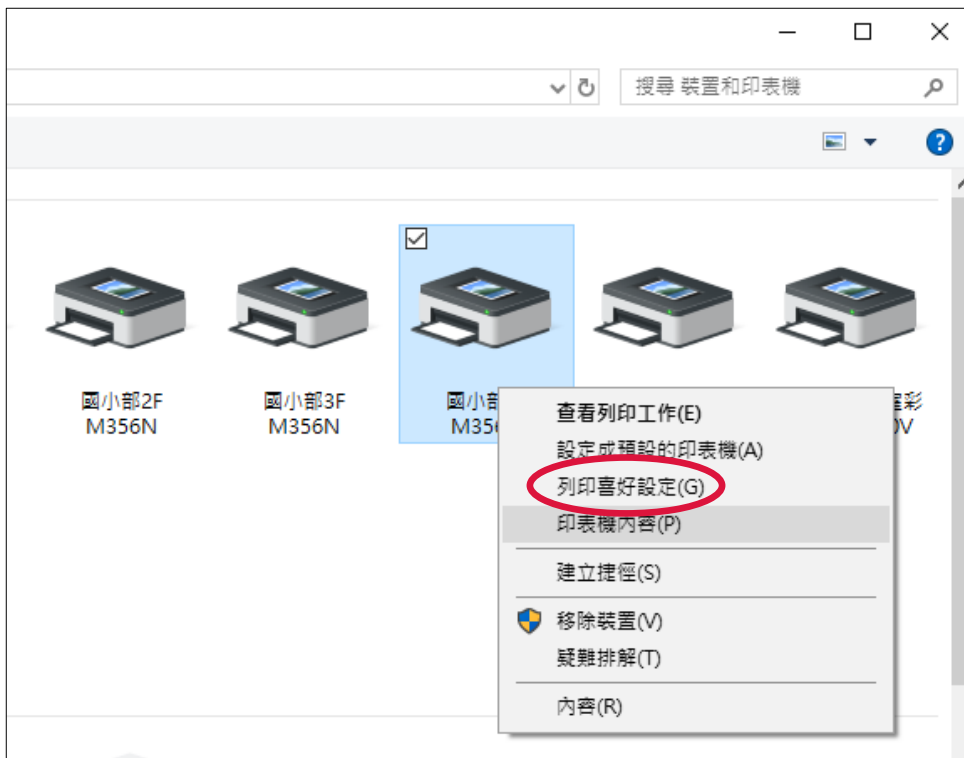 搜尋 裝置和印表機
國小部2F
M356N
國小部3F
M356N
國小部
查看列印工作(E)
設定成預設的印表機(A)
列印喜好設定(G)
印表機內容(P)
建立捷徑(S)
移除裝置(V)
疑難排解(T)
內容(R)